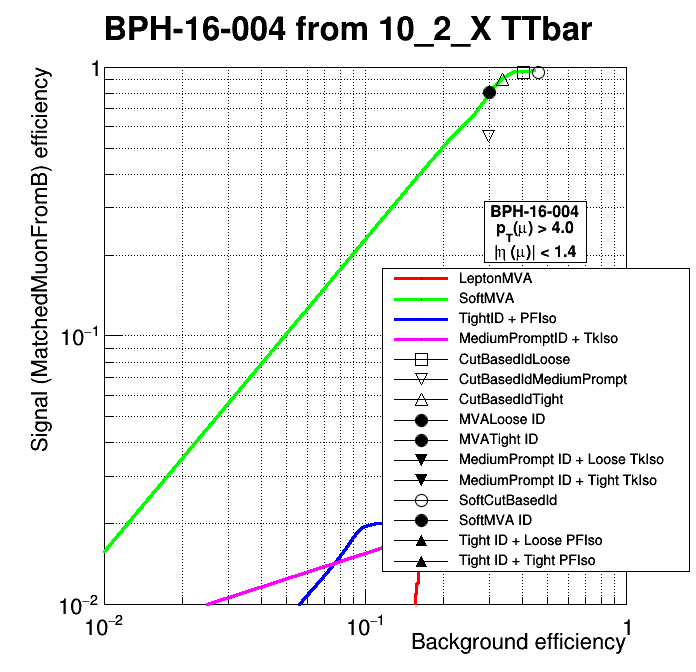 BPH-16-004 from 10_2_X TTbar
Signal (MatchedMuonFromB) efficiency
1
10⁻¹
10⁻²
BPH-16-004
p_T(μ) > 4.0
|η (μ)| < 1.4
LeptonMVA
SoftMVA
TightID + PFIso
MediumPromptID + TkIso
CutBasedIdLoose
CutBasedIdMediumPrompt
CutBasedIdTight
MVALoose ID
MVATight ID
MediumPrompt ID + Loose TkIso
MediumPrompt ID + Tight TkIso
SoftCutBasedId
SoftMVA ID
Tight ID + Loose PFIso
Tight ID + Tight PFIso
10⁻² 10⁻¹ 1
Background efficiency